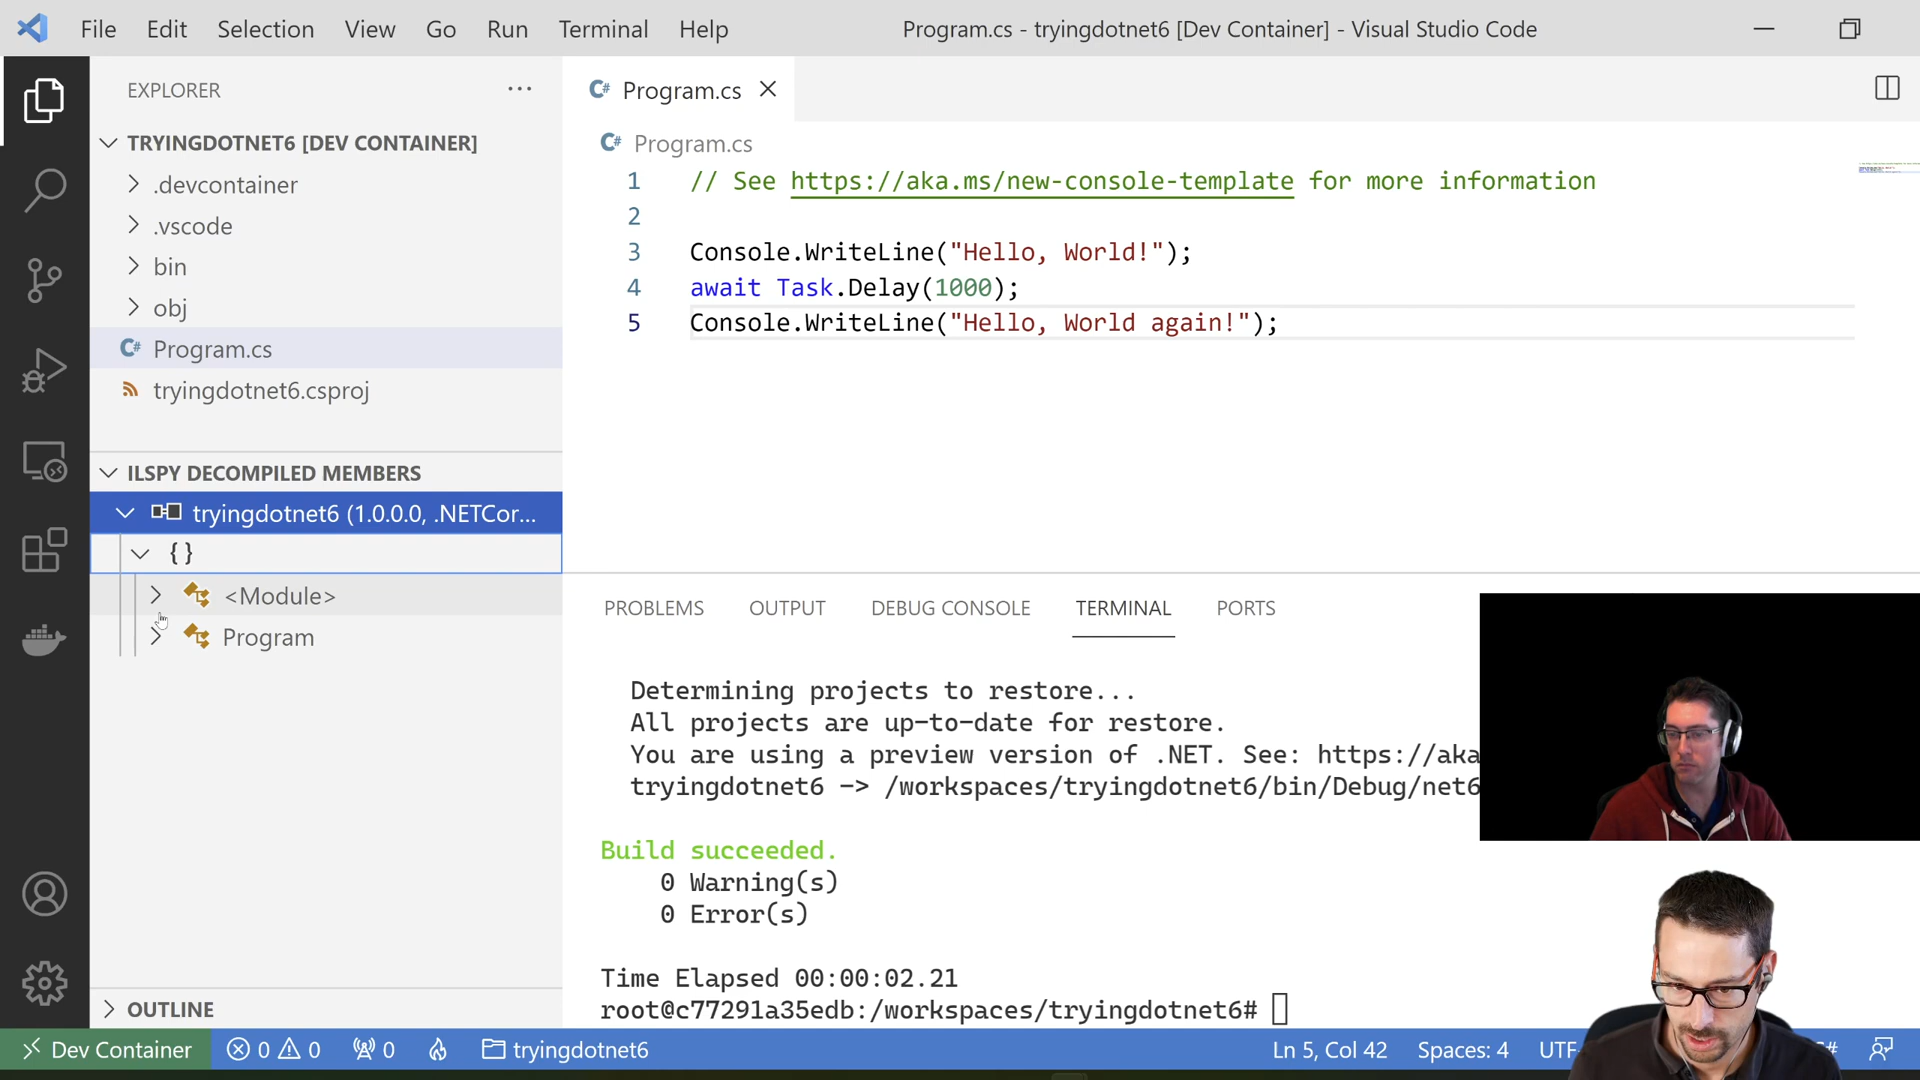 File Edit Selection View Go Run Terminal Help
Program.cs - tryingdotnet6 [Dev Container] - Visual Studio Code
EXPLORER
TRYINGDOTNET6 [DEV CONTAINER]
.devcontainer
.vscode
bin
obj
C# Program.cs
tryingdotnet6.csproj
ILSPY DECOMPILED MEMBERS
tryingdotnet6 (1.0.0.0, .NETCor...
{}
<Module>
Program
OUTLINE
C# Program.cs
C# Program.cs
1 // See https://aka.ms/new-console-template for more information
2
3 Console.WriteLine("Hello, World!");
4 await Task.Delay(1000);
5 Console.WriteLine("Hello, World again!");
PROBLEMS OUTPUT DEBUG CONSOLE TERMINAL PORTS
Determining projects to restore...
All projects are up-to-date for restore.
You are using a preview version of .NET. See: https://aka
tryingdotnet6 -> /workspaces/tryingdotnet6/bin/Debug/net6
Build succeeded.
0 Warning(s)
0 Error(s)
Time Elapsed 00:00:02.21
root@c77291a35edb:/workspaces/tryingdotnet6#
Dev Container 0 0 0 tryingdotnet6 Ln 5, Col 42 Spaces: 4 UTF-